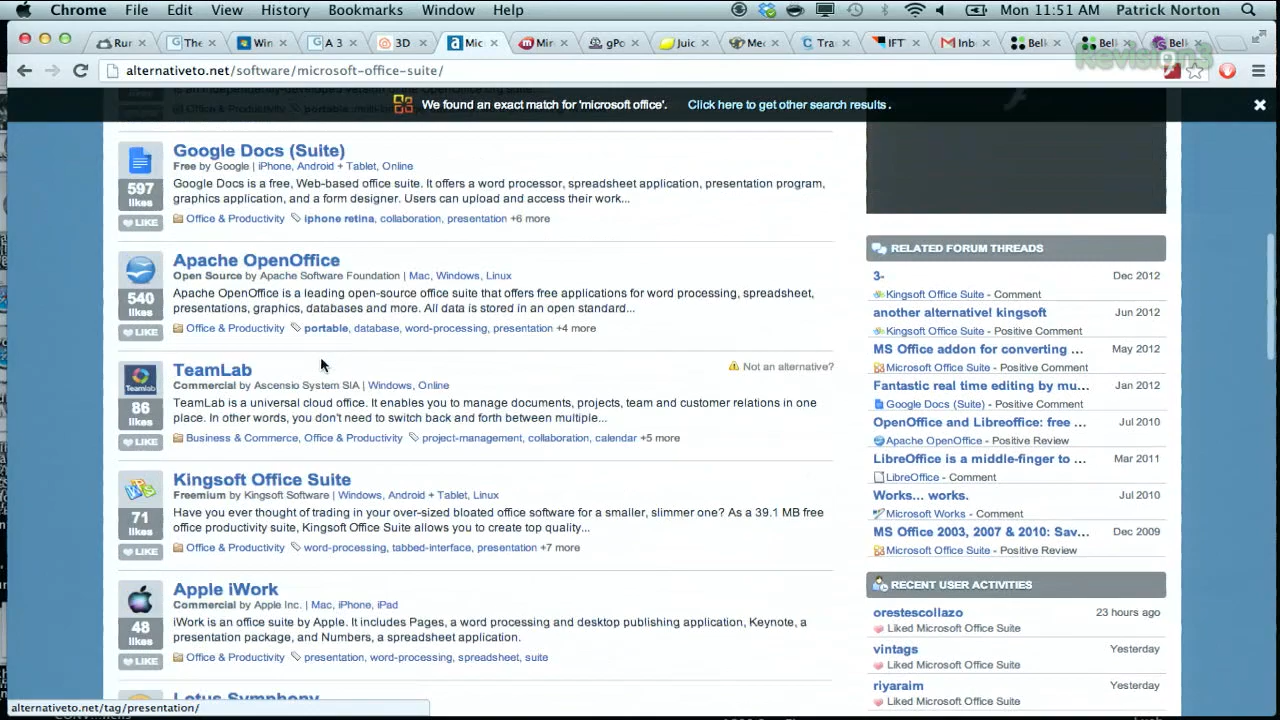 Chrome File Edit View History Bookmarks Window Help Mon 11:51 AM Patrick Norton
Run The Win A 3 3D Mic Mir gPo Juic Me Tra IFT Inb Belk Belk Belk
Revision3
alternativeto.net/software/microsoft-office-suite/
We found an exact match for 'microsoft office'. Click here to get other search results.
Google Docs (Suite)
Free by Google | iPhone, Android + Tablet, Online
597
likes
LIKE
Google Docs is a free, Web-based office suite. It offers a word processor, spreadsheet application, presentation program,
graphics application, and a form designer. Users can upload and access their work...
Office & Productivity iphone retina, collaboration, presentation +6 more
Apache OpenOffice
Open Source by Apache Software Foundation | Mac, Windows, Linux
540
likes
LIKE
Apache OpenOffice is a leading open-source office suite that offers free applications for word processing, spreadsheet,
presentations, graphics, databases and more. All data is stored in an open standard...
Office & Productivity portable, database, word-processing, presentation +4 more
TeamLab
Not an alternative?
Commercial by Ascensio System SIA | Windows, Online
Teamlab
86
likes
LIKE
TeamLab is a universal cloud office. It enables you to manage documents, projects, team and customer relations in one
place. In other words, you don't need to switch back and forth between multiple...
Business & Commerce, Office & Productivity project-management, collaboration, calendar +5 more
Kingsoft Office Suite
Freemium by Kingsoft Software | Windows, Android + Tablet, Linux
71
likes
LIKE
Have you ever thought of trading in your over-sized bloated office software for a smaller, slimmer one? As a 39.1 MB free
office productivity suite, Kingsoft Office Suite allows you to create top quality...
Office & Productivity word-processing, tabbed-interface, presentation +7 more
Apple iWork
Commercial by Apple Inc. | Mac, iPhone, iPad
48
likes
LIKE
iWork is an office suite by Apple. It includes Pages, a word processing and desktop publishing application, Keynote, a
presentation package, and Numbers, a spreadsheet application.
Office & Productivity presentation, word-processing, spreadsheet, suite
Lotus Symphony
alternativeto.net/tag/presentation/
RELATED FORUM THREADS
3- Dec 2012
Kingsoft Office Suite - Comment
another alternative! kingsoft Jun 2012
Kingsoft Office Suite - Positive Comment
MS Office addon for converting ... May 2012
Microsoft Office Suite - Positive Comment
Fantastic real time editing by mu... Jan 2012
Google Docs (Suite) - Positive Comment
OpenOffice and Libreoffice: free ... Jul 2010
Apache OpenOffice - Positive Review
LibreOffice is a middle-finger to ... Mar 2011
LibreOffice - Comment
Works... works. Jul 2010
Microsoft Works - Comment
MS Office 2003, 2007 & 2010: Sav... Dec 2009
Microsoft Office Suite - Positive Review
RECENT USER ACTIVITIES
orestescollazo 23 hours ago
Liked Microsoft Office Suite
vintags Yesterday
Liked Microsoft Office Suite
riyaraim Yesterday
Liked Microsoft Office Suite